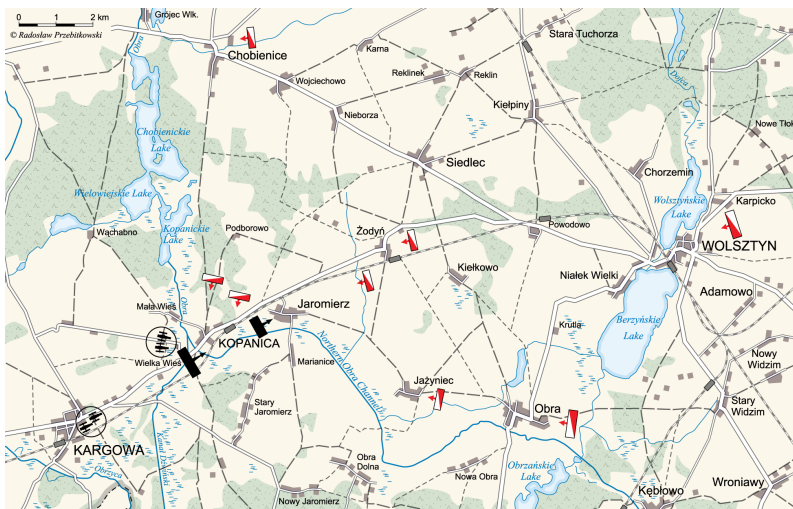 0 1 2 km
© Radosław Przebitkowski
Grójec Wlk.
Obra
Chobienice
Karna
Stara Tuchorza
Wojciechowo
Reklinek
Reklin
Dojca
Nieborza
Kiełpiny
Nowe Tłok
Chobienickie
Lake
Siedlec
Chorzemin
Wielowiejskie Lake
Karpicko
Wolsztyńskie
Lake
Kopanickie
Lake
Wąchabno
Podborowo
Żodyń
Powodowo
WOLSZTYN
Kiełkowo
Niałek Wielki
Adamowo
Mała Wieś
Obra
Jaromierz
Berzyńskie
Lake
Krutla
KOPANICA
Northern Obra Channel
Nowy
Widzim
Wielka Wieś
Marianice
Jażyniec
Stary
Jaromierz
Obra
Stary
Widzim
KARGOWA
Obrzyca
Obra
Dolna
Nowa Obra
Obrzańskie
Lake
Wroniawy
Nowy Jaromierz
Kębłowo